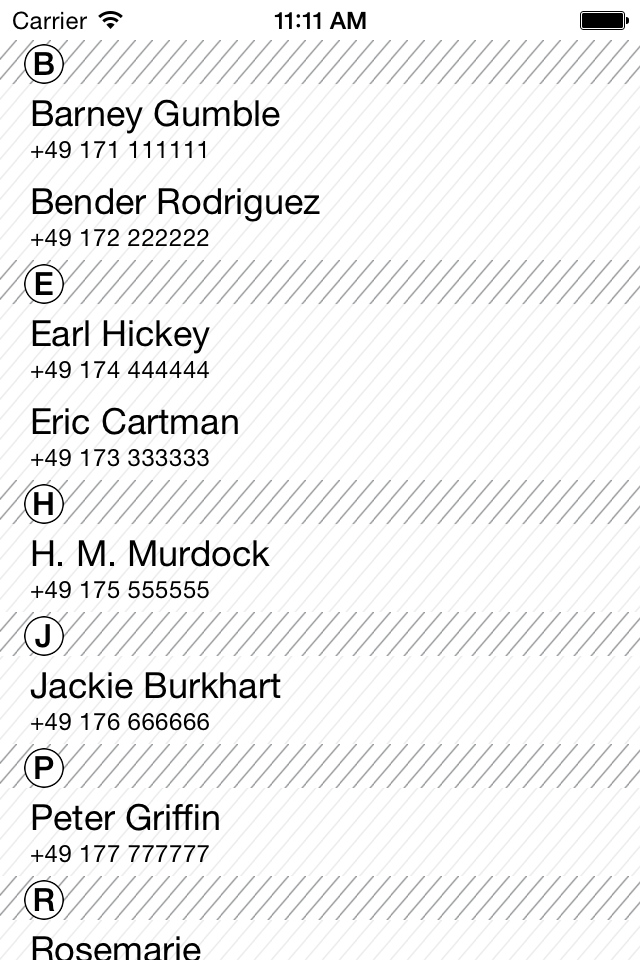 Carrier 11:11 AM
B
Barney Gumble
+49 171 111111
Bender Rodriguez
+49 172 222222
E
Earl Hickey
+49 174 444444
Eric Cartman
+49 173 333333
H
H. M. Murdock
+49 175 555555
J
Jackie Burkhart
+49 176 666666
P
Peter Griffin
+49 177 777777
R
Rosemarie